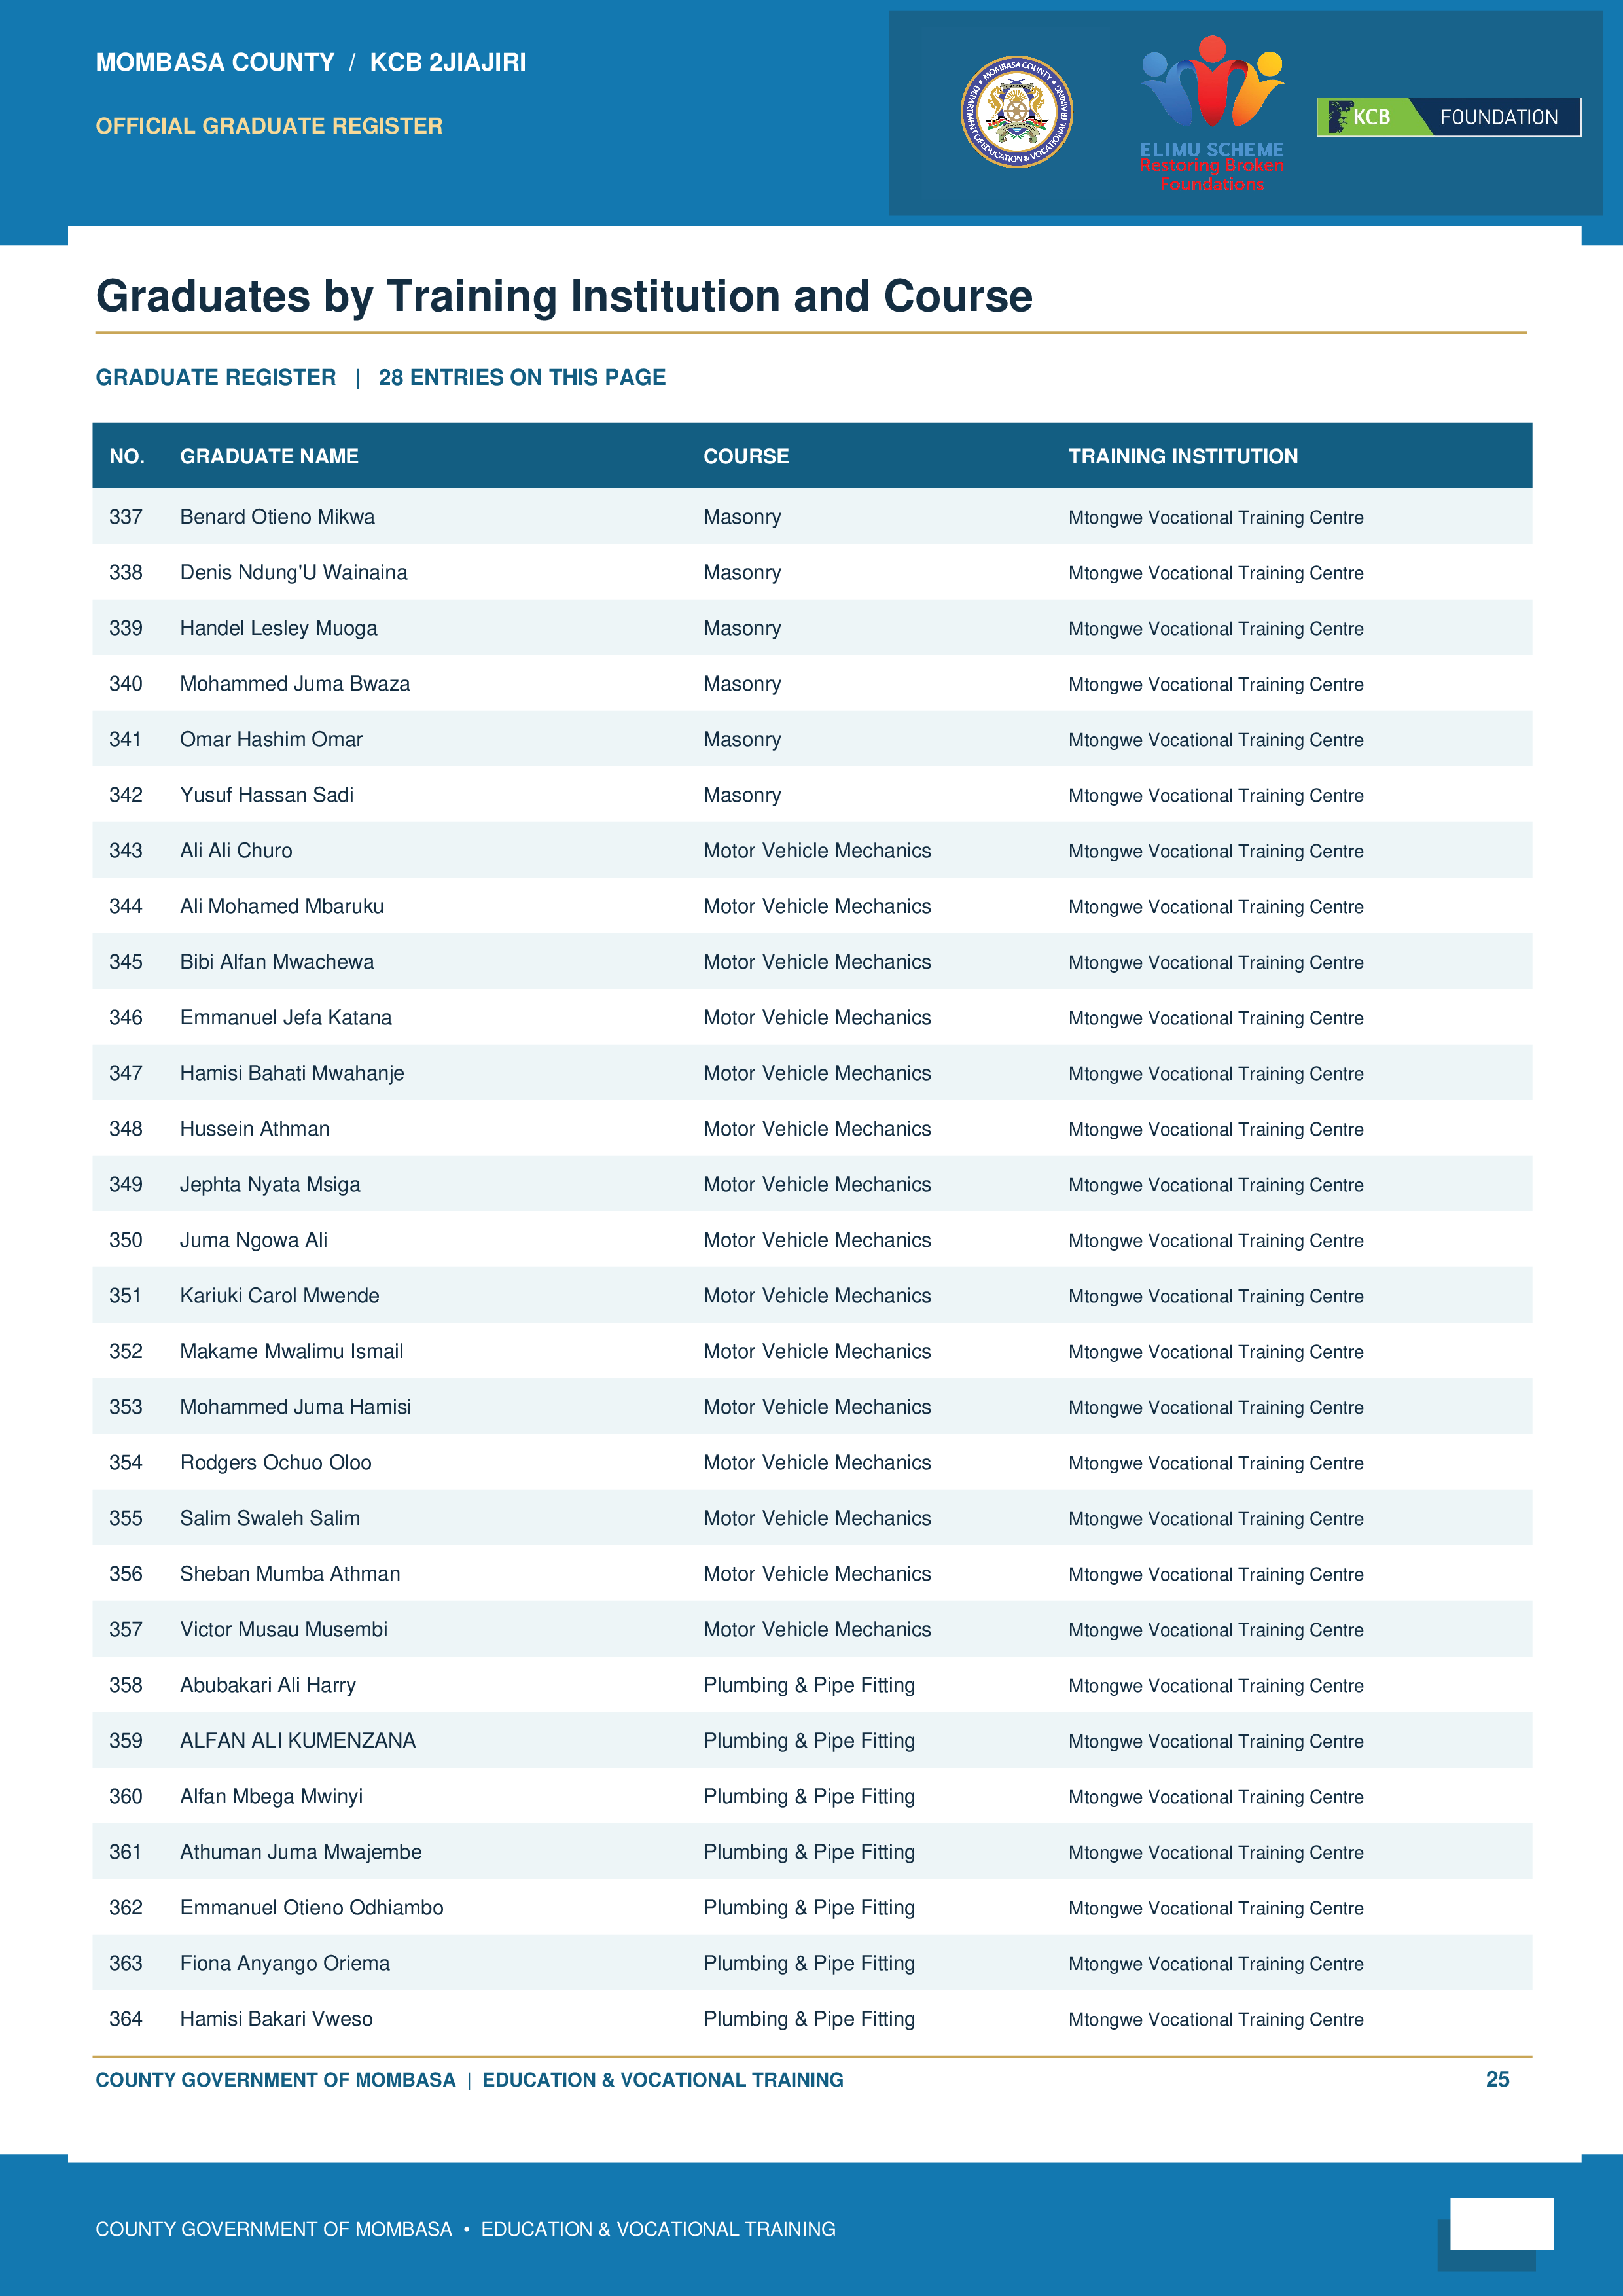 MOMBASA COUNTY / KCB 2JIAJIRI
OFFICIAL GRADUATE REGISTER
MOMBASA COUNTY
DEPARTMENT OF EDUCATION & VOCATIONAL TRAINING
ELIMU SCHEME
Restoring Broken
Foundations
KCB FOUNDATION
Graduates by Training Institution and Course
GRADUATE REGISTER | 28 ENTRIES ON THIS PAGE
NO. GRADUATE NAME COURSE TRAINING INSTITUTION
337 Benard Otieno Mikwa Masonry Mtongwe Vocational Training Centre
338 Denis Ndung'U Wainaina Masonry Mtongwe Vocational Training Centre
339 Handel Lesley Muoga Masonry Mtongwe Vocational Training Centre
340 Mohammed Juma Bwaza Masonry Mtongwe Vocational Training Centre
341 Omar Hashim Omar Masonry Mtongwe Vocational Training Centre
342 Yusuf Hassan Sadi Masonry Mtongwe Vocational Training Centre
343 Ali Ali Churo Motor Vehicle Mechanics Mtongwe Vocational Training Centre
344 Ali Mohamed Mbaruku Motor Vehicle Mechanics Mtongwe Vocational Training Centre
345 Bibi Alfan Mwachewa Motor Vehicle Mechanics Mtongwe Vocational Training Centre
346 Emmanuel Jefa Katana Motor Vehicle Mechanics Mtongwe Vocational Training Centre
347 Hamisi Bahati Mwahanje Motor Vehicle Mechanics Mtongwe Vocational Training Centre
348 Hussein Athman Motor Vehicle Mechanics Mtongwe Vocational Training Centre
349 Jephta Nyata Msiga Motor Vehicle Mechanics Mtongwe Vocational Training Centre
350 Juma Ngowa Ali Motor Vehicle Mechanics Mtongwe Vocational Training Centre
351 Kariuki Carol Mwende Motor Vehicle Mechanics Mtongwe Vocational Training Centre
352 Makame Mwalimu Ismail Motor Vehicle Mechanics Mtongwe Vocational Training Centre
353 Mohammed Juma Hamisi Motor Vehicle Mechanics Mtongwe Vocational Training Centre
354 Rodgers Ochuo Oloo Motor Vehicle Mechanics Mtongwe Vocational Training Centre
355 Salim Swaleh Salim Motor Vehicle Mechanics Mtongwe Vocational Training Centre
356 Sheban Mumba Athman Motor Vehicle Mechanics Mtongwe Vocational Training Centre
357 Victor Musau Musembi Motor Vehicle Mechanics Mtongwe Vocational Training Centre
358 Abubakari Ali Harry Plumbing & Pipe Fitting Mtongwe Vocational Training Centre
359 ALFAN ALI KUMENZANA Plumbing & Pipe Fitting Mtongwe Vocational Training Centre
360 Alfan Mbega Mwinyi Plumbing & Pipe Fitting Mtongwe Vocational Training Centre
361 Athuman Juma Mwajembe Plumbing & Pipe Fitting Mtongwe Vocational Training Centre
362 Emmanuel Otieno Odhiambo Plumbing & Pipe Fitting Mtongwe Vocational Training Centre
363 Fiona Anyango Oriema Plumbing & Pipe Fitting Mtongwe Vocational Training Centre
364 Hamisi Bakari Vweso Plumbing & Pipe Fitting Mtongwe Vocational Training Centre
COUNTY GOVERNMENT OF MOMBASA | EDUCATION & VOCATIONAL TRAINING 25
COUNTY GOVERNMENT OF MOMBASA • EDUCATION & VOCATIONAL TRAINING